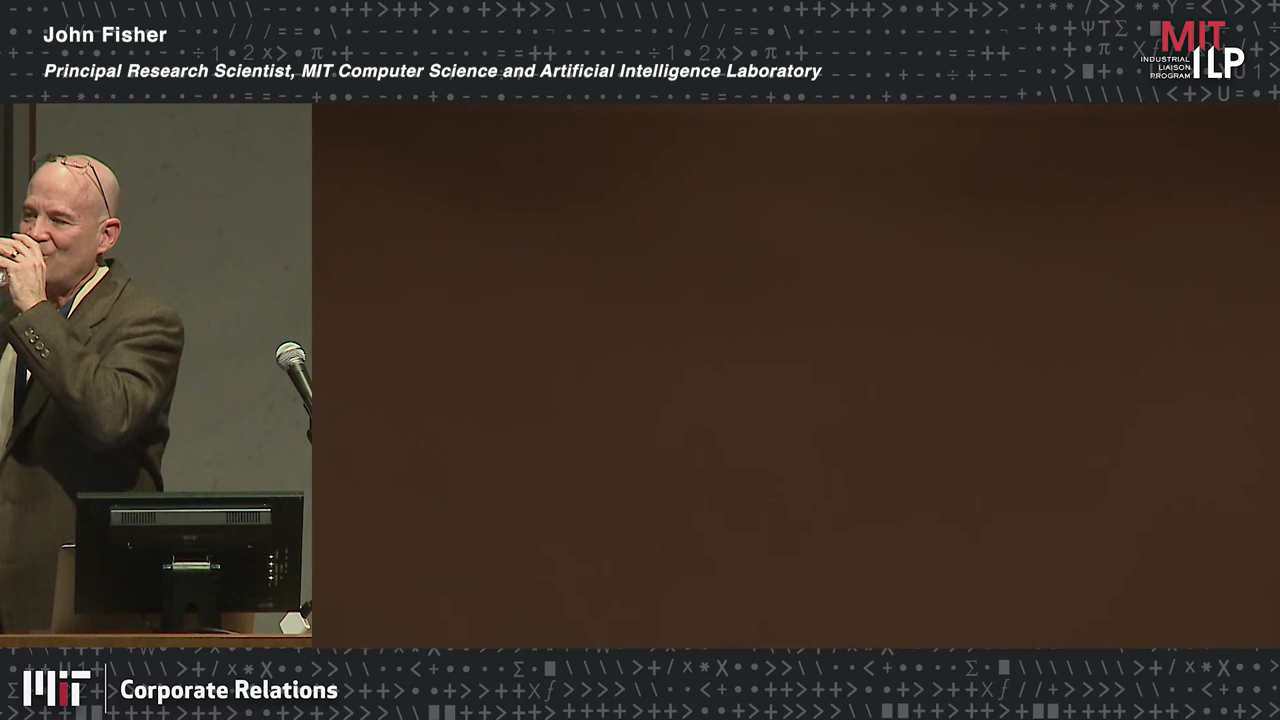 John Fisher
Principal Research Scientist, MIT Computer Science and Artificial Intelligence Laboratory
MIT
INDUSTRIAL
LIAISON
PROGRAM
ILP
MIT
Corporate Relations